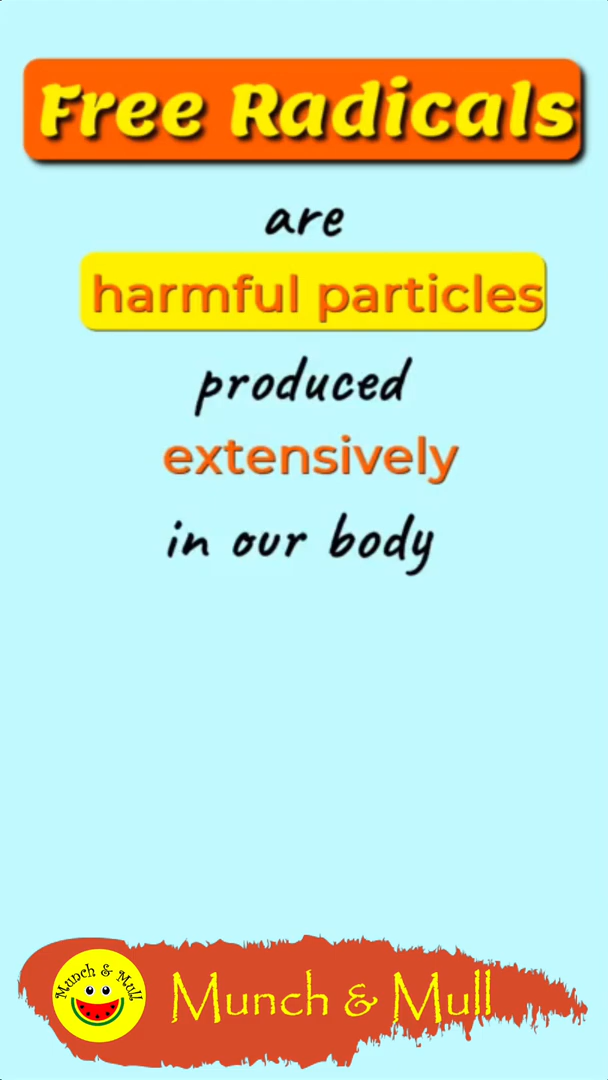 Free Radicals
are
harmful particles
produced
extensively
in our body
Munch & Mull
Munch & Mull